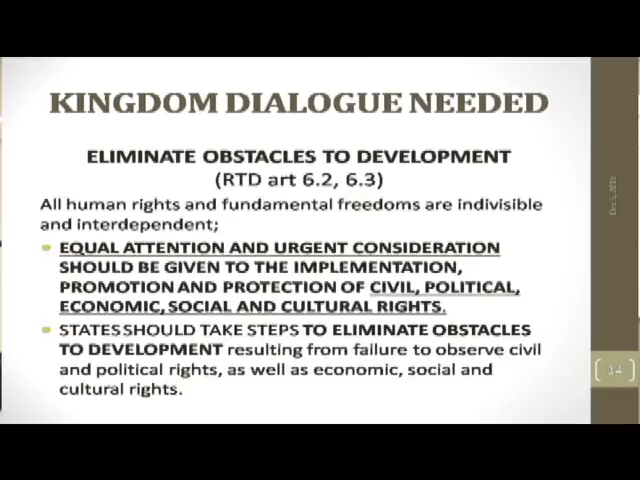 KINGDOM DIALOGUE NEEDED
ELIMINATE OBSTACLES TO DEVELOPMENT
(RTD art 6.2, 6.3)
All human rights and fundamental freedoms are indivisible
and interdependent;
EQUAL ATTENTION AND URGENT CONSIDERATION
SHOULD BE GIVEN TO THE IMPLEMENTATION,
PROMOTION AND PROTECTION OF CIVIL, POLITICAL,
ECONOMIC, SOCIAL AND CULTURAL RIGHTS.
STATES SHOULD TAKE STEPS TO ELIMINATE OBSTACLES
TO DEVELOPMENT resulting from failure to observe civil
and political rights, as well as economic, social and
cultural rights.
14